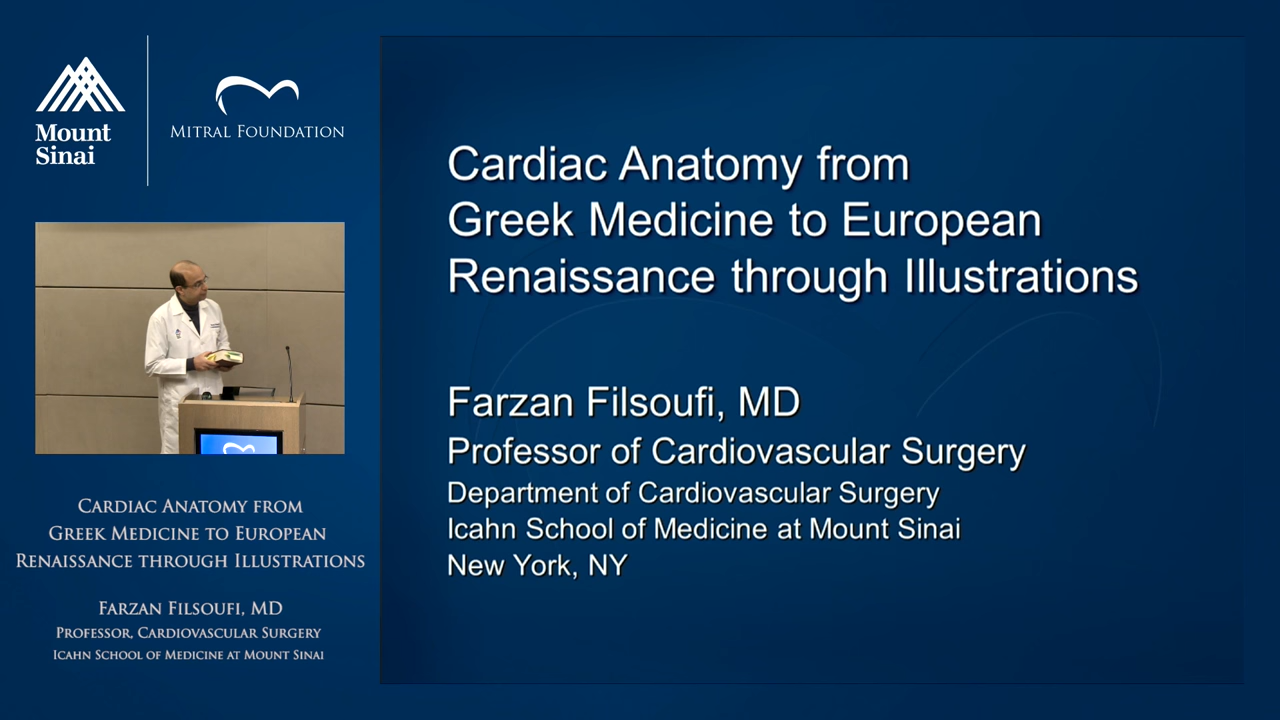 Mount
Sinai
MITRAL FOUNDATION
CARDIAC ANATOMY FROM
GREEK MEDICINE TO EUROPEAN
RENAISSANCE THROUGH ILLUSTRATIONS
FARZAN FILSOUFI, MD
PROFESSOR, CARDIOVASCULAR SURGERY
ICAHN SCHOOL OF MEDICINE AT MOUNT SINAI
Cardiac Anatomy from
Greek Medicine to European
Renaissance through Illustrations
Farzan Filsoufi, MD
Professor of Cardiovascular Surgery
Department of Cardiovascular Surgery
Icahn School of Medicine at Mount Sinai
New York, NY